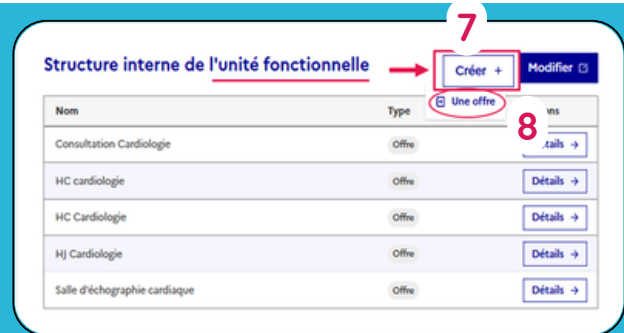 7
Structure interne de l'unité fonctionnelle
Créer +
Modifier
Nom
Type
Une offre
8
Consultation Cardiologie
Offre
HC cardiologie
Offre
Détails →
HC Cardiologie
Offre
Détails →
HJ Cardiologie
Offre
Détails →
Salle d'échographie cardiaque
Offre
Détails →